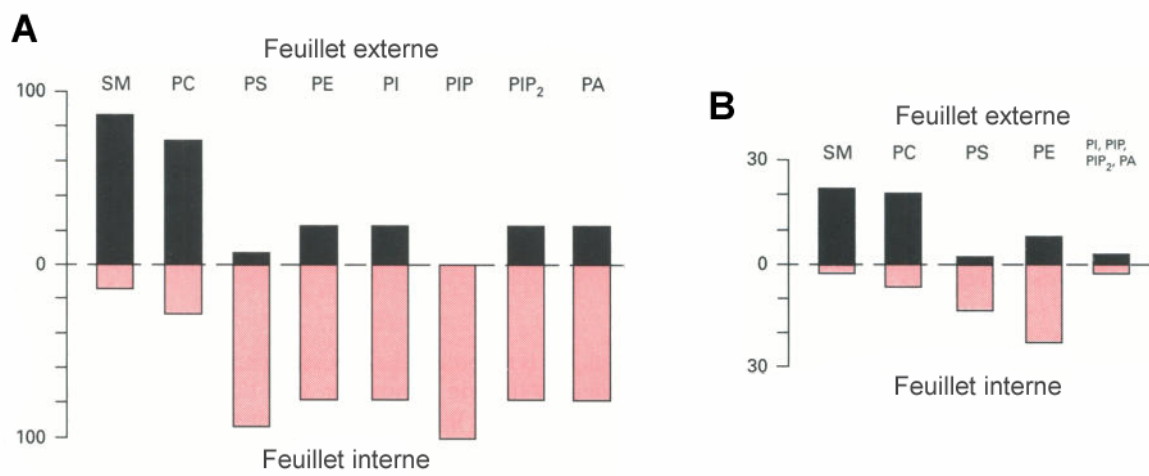 A
Feuillet externe
SM PC PS PE PI PIP PIP₂ PA
100
0
100
Feuillet interne
B
Feuillet externe
SM PC PS PE PI, PIP,
PIP₂, PA
30
0
30
Feuillet interne